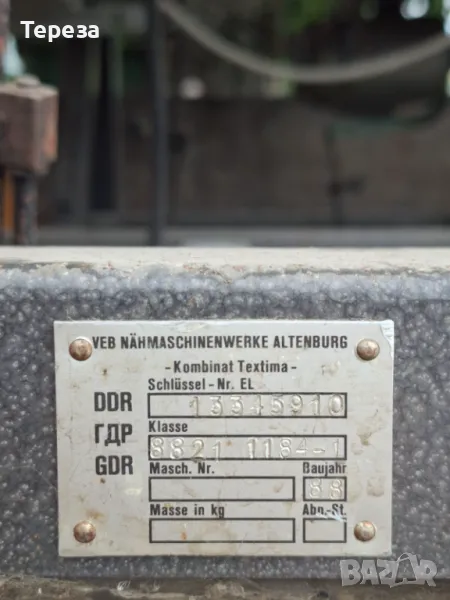 Тереза
VEB NÄHMASCHINENWERKE ALTENBURG
-Kombinat Textima-
Schlüssel-Nr. EL
DDR 13345910
ГДР Klasse
8821 1184-1
GDR Masch. Nr. Baujahr
88
Masse in kg Abn.-St.
BAZAR